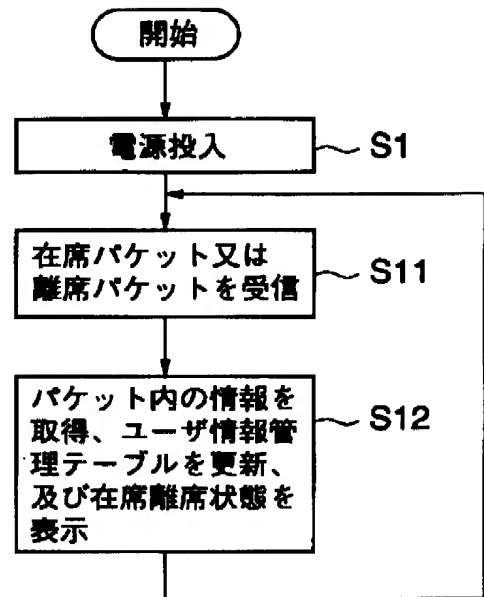 開始
電源投入
S1
在席パケット又は
離席パケットを受信
S11
パケット内の情報を
取得、ユーザ情報管
理テーブルを更新、
及び在席離席状態を
表示
S12